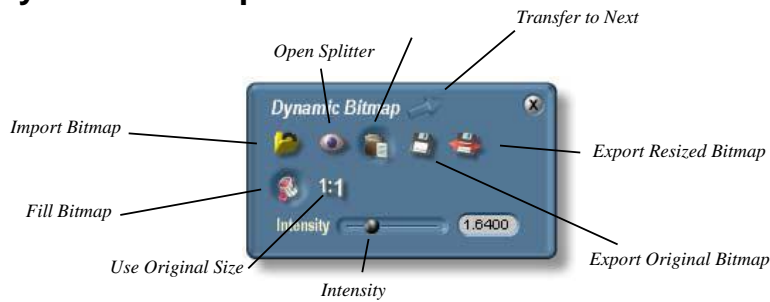 Transfer to Next
Open Splitter
Dynamic Bitmap
X
Import Bitmap
Export Resized Bitmap
1:1
Fill Bitmap
Intensity
1.6400
Export Original Bitmap
Use Original Size
Intensity